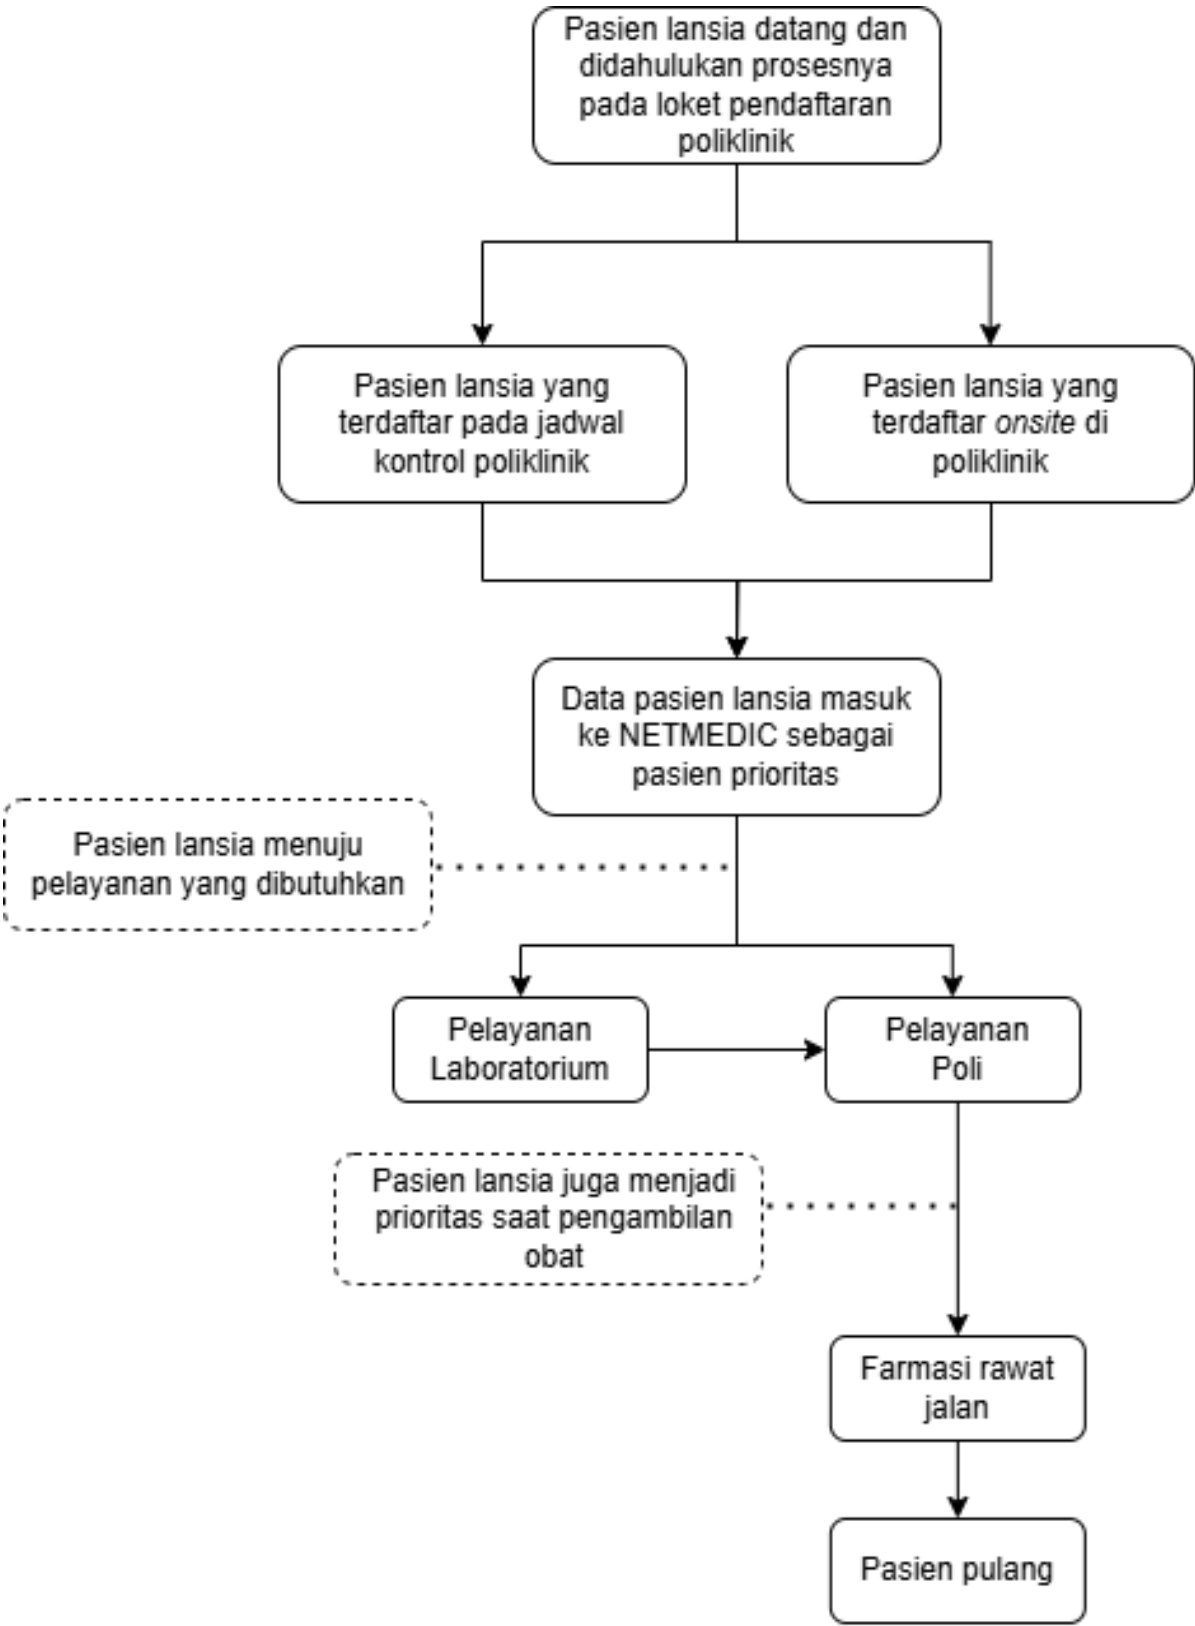 Pasien lansia datang dan
didahulukan prosesnya
pada loket pendaftaran
poliklinik
Pasien lansia yang
terdaftar pada jadwal
kontrol poliklinik
Pasien lansia yang
terdaftar onsite di
poliklinik
Data pasien lansia masuk
ke NETMEDIC sebagai
pasien prioritas
Pasien lansia menuju
pelayanan yang dibutuhkan
Pelayanan
Laboratorium
Pelayanan
Poli
Pasien lansia juga menjadi
prioritas saat pengambilan
obat
Farmasi rawat
jalan
Pasien pulang